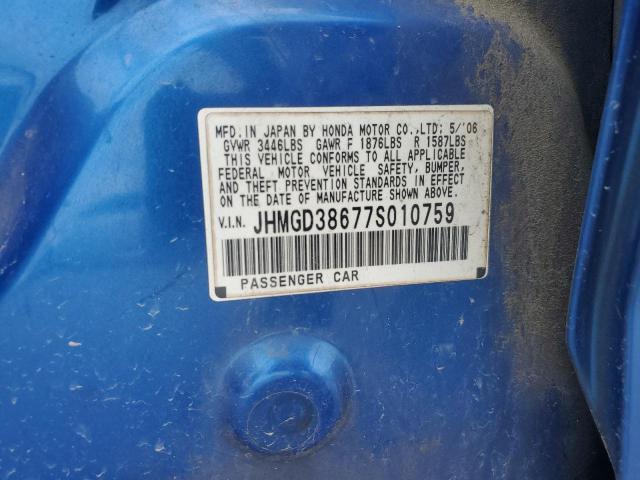 MFD. IN JAPAN BY HONDA MOTOR CO.,LTD: 5/'06
GVWR 3446LBS GAWR F 1876LBS R 1587LBS
THIS VEHICLE CONFORMS TO ALL APPLICABLE
FEDERAL MOTOR VEHICLE SAFETY, BUMPER,
AND THEFT PREVENTION STANDARDS IN EFFECT
ON THE DATE OF MANUFACTURE SHOWN ABOVE.
V.I.N. JHMGD38677S010759
PASSENGER CAR